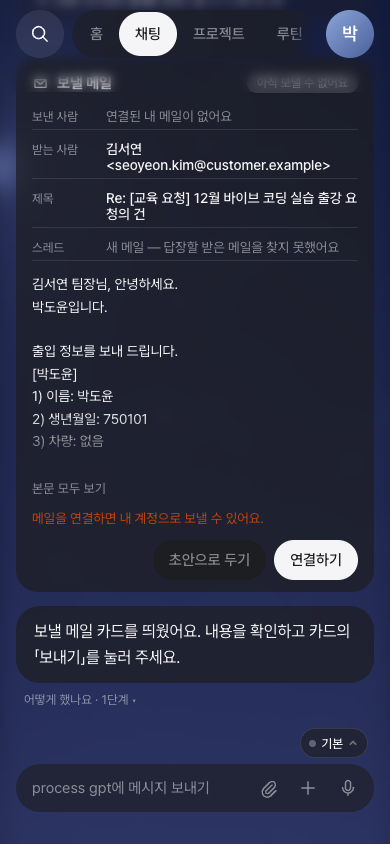 홈 채팅 프로젝트 루틴 박
보낼 메일 아직 보낼 수 없어요
보낸 사람 연결된 내 메일이 없어요
받는 사람 김서연
<seoyeon.kim@customer.example>
제목 Re: [교육 요청] 12월 바이브 코딩 실습 출강 요
청의 건
스레드 새 메일 — 답장할 받은 메일을 찾지 못했어요
김서연 팀장님, 안녕하세요.
박도윤입니다.
출입 정보를 보내 드립니다.
[박도윤]
1) 이름: 박도윤
2) 생년월일: 750101
3) 차량: 없음
본문 모두 보기
메일을 연결하면 내 계정으로 보낼 수 있어요.
초안으로 두기 연결하기
보낼 메일 카드를 띄웠어요. 내용을 확인하고 카드의
「보내기」를 눌러 주세요.
어떻게 했나요 · 1단계
기본
process gpt에 메시지 보내기